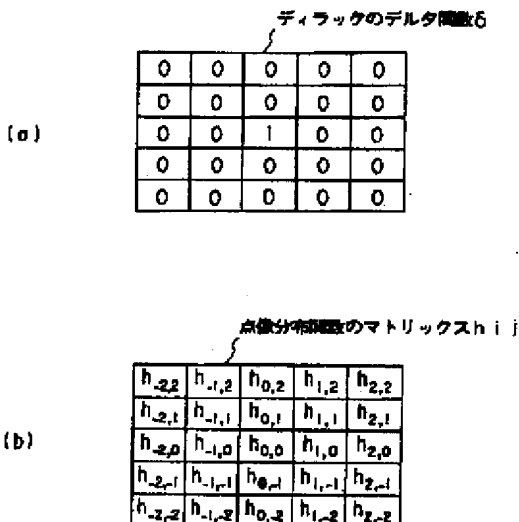 ディラックのデルタ関数δ
(a)
0 0 0 0 0
0 0 0 0 0
0 0 1 0 0
0 0 0 0 0
0 0 0 0 0
点像分布関数のマトリックスh i j
(b)
h-2,2 h-1,2 h0,2 h1,2 h2,2
h-2,1 h-1,1 h0,1 h1,1 h2,1
h-2,0 h-1,0 h0,0 h1,0 h2,0
h-2,-1 h-1,-1 h0,-1 h1,-1 h2,-1
h-2,-2 h-1,-2 h0,-2 h1,-2 h2,-2